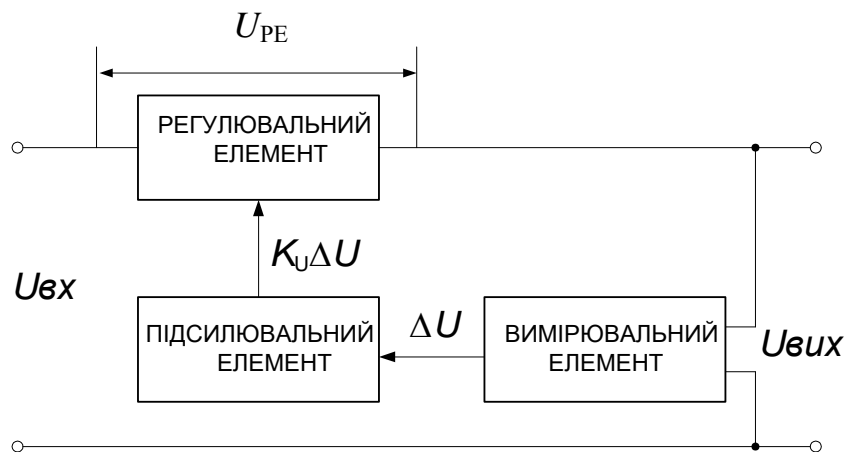 U_PE
РЕГУЛЮВАЛЬНИЙ
ЕЛЕМЕНТ
K_UΔU
Uвх
ПІДСИЛЮВАЛЬНИЙ
ЕЛЕМЕНТ
ΔU
ВИМІРЮВАЛЬНИЙ
ЕЛЕМЕНТ
Uвих